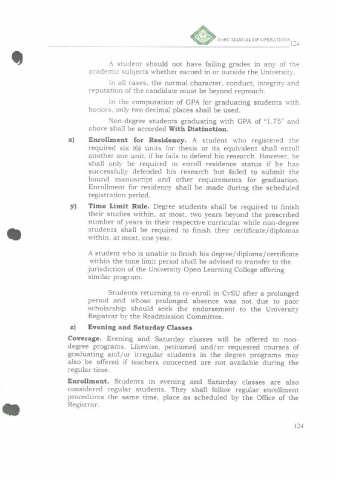 CvSU MANUAL OF OPERATIONS 124
A student should not have failing grades in any of the
academic subjects whether earned in or outside the University.
In all cases, the normal character, conduct, integrity and
reputation of the candidate must be beyond reproach.
In the computation of GPA for graduating students with
honors, only two decimal places shall be used.
Non-degree students graduating with GPA of "1.75" and
above shall be accorded With Distinction.
x) Enrollment for Residency. A student who registered the
required six (6) units for thesis or its equivalent shall enroll
another one unit, if he fails to defend his research. However, he
shall only be required to enroll residence status if he has
successfully defended his research but failed to submit the
bound manuscript and other requirements for graduation.
Enrollment for residency shall be made during the scheduled
registration period.
y) Time Limit Rule. Degree students shall be required to finish
their studies within, at most, two years beyond the prescribed
number of years in their respective curricular while non-degree
students shall be required to finish their certificate/diplomas
within, at most, one year.
A student who is unable to finish his degree/diploma/certificate
within the time limit period shall be advised to transfer to the
jurisdiction of the University Open Learning College offering
similar program.
Students returning to re-enroll in CvSU after a prolonged
period and whose prolonged absence was not due to poor
scholarship should seek the endorsement to the University
Registrar by the Readmission Committee.
z) Evening and Saturday Classes
Coverage. Evening and Saturday classes will be offered to non-
degree programs. Likewise, petitioned and/or requested courses of
graduating and/or irregular students in the degree programs may
also be offered if teachers concerned are not available during the
regular time.
Enrollment. Students in evening and Saturday classes are also
considered regular students. They shall follow regular enrollment
procedures the same time, place as scheduled by the Office of the
Registrar.
124